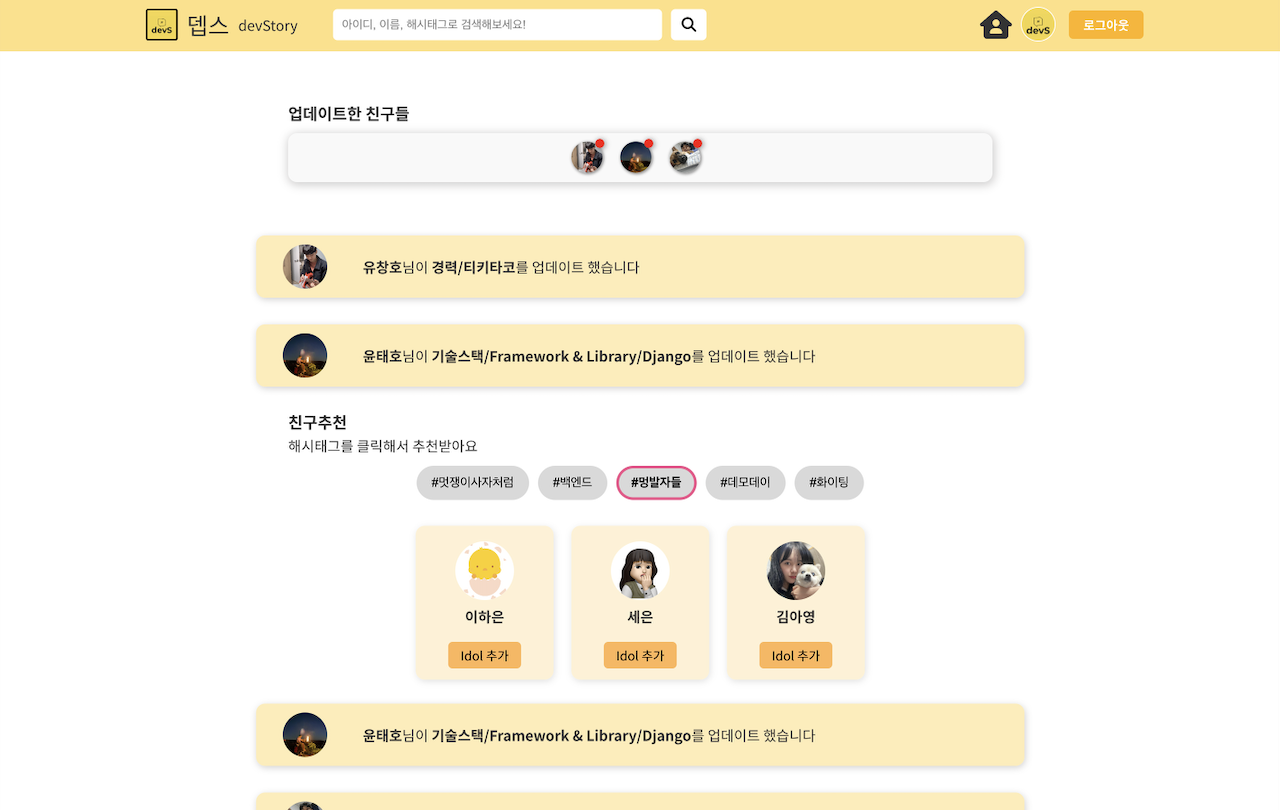 devS 뎁스 devStory 아이디, 이름, 해시태그로 검색해보세요! devS 로그아웃
업데이트한 친구들
유창호님이 경력/티키타코를 업데이트 했습니다
윤태호님이 기술스택/Framework & Library/Django를 업데이트 했습니다
친구추천
해시태그를 클릭해서 추천받아요
#멋쟁이사자처럼 #백엔드 #멍발자들 #데모데이 #화이팅
이하은 세은 김아영
Idol 추가 Idol 추가 Idol 추가
윤태호님이 기술스택/Framework & Library/Django를 업데이트 했습니다